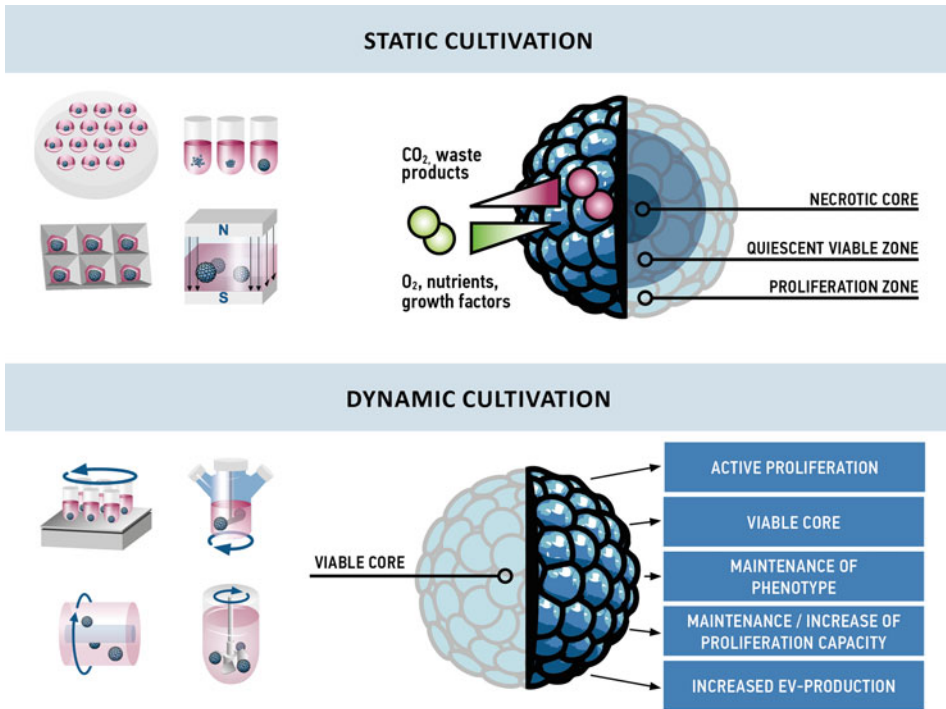 STATIC CULTIVATION
CO₂, waste
products
O₂, nutrients,
growth factors
N
S
NECROTIC CORE
QUIESCENT VIABLE ZONE
PROLIFERATION ZONE
DYNAMIC CULTIVATION
VIABLE CORE
ACTIVE PROLIFERATION
VIABLE CORE
MAINTENANCE OF
PHENOTYPE
MAINTENANCE / INCREASE OF
PROLIFERATION CAPACITY
INCREASED EV-PRODUCTION